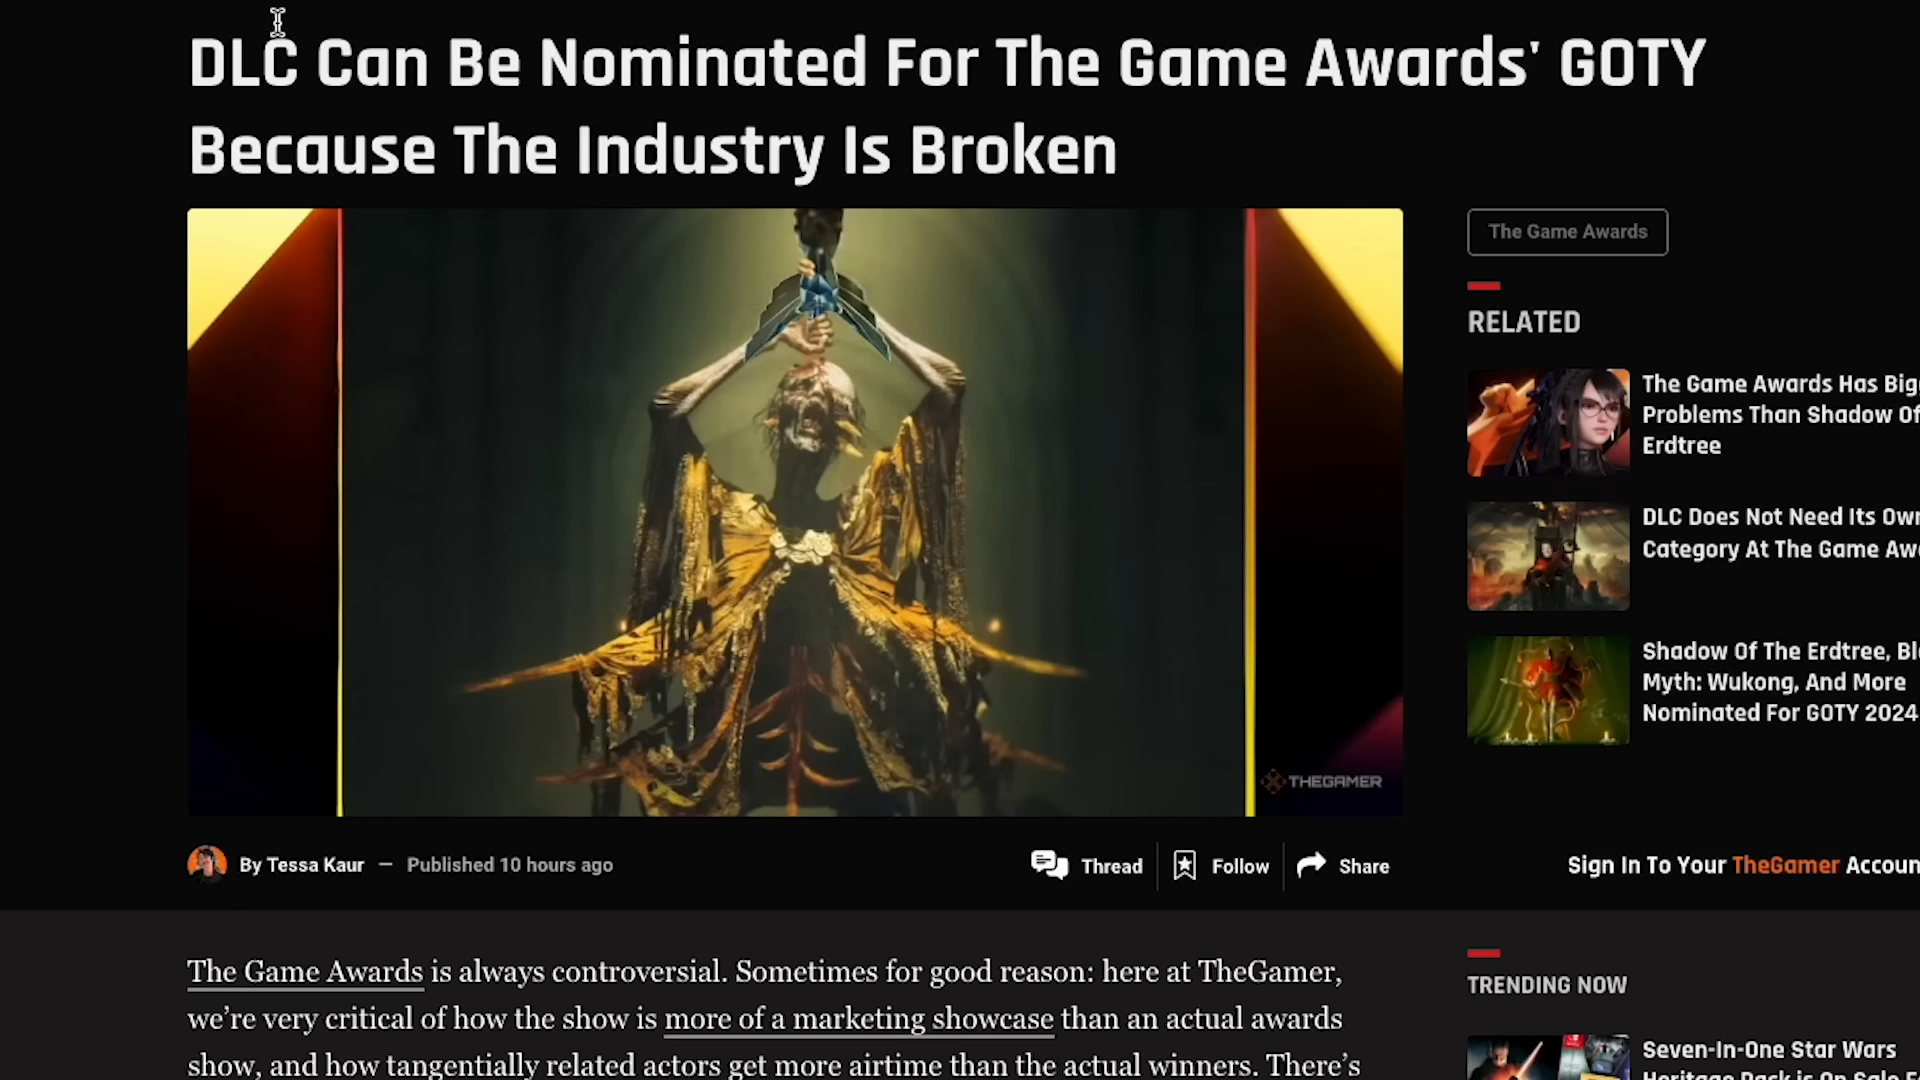 DLC Can Be Nominated For The Game Awards' GOTY
Because The Industry Is Broken
The Game Awards
RELATED
The Game Awards Has Big
Problems Than Shadow Of
Erdtree
DLC Does Not Need Its Own
Category At The Game Aw
Shadow Of The Erdtree, Bl
Myth: Wukong, And More
Nominated For GOTY 2024
THEGAMER
By Tessa Kaur — Published 10 hours ago
Thread
Follow
Share
Sign In To Your TheGamer Accoun
The Game Awards is always controversial. Sometimes for good reason: here at TheGamer,
we're very critical of how the show is more of a marketing showcase than an actual awards
show, and how tangentially related actors get more airtime than the actual winners. There's
TRENDING NOW
Seven-In-One Star Wars
Heritage Pack is On Sale F